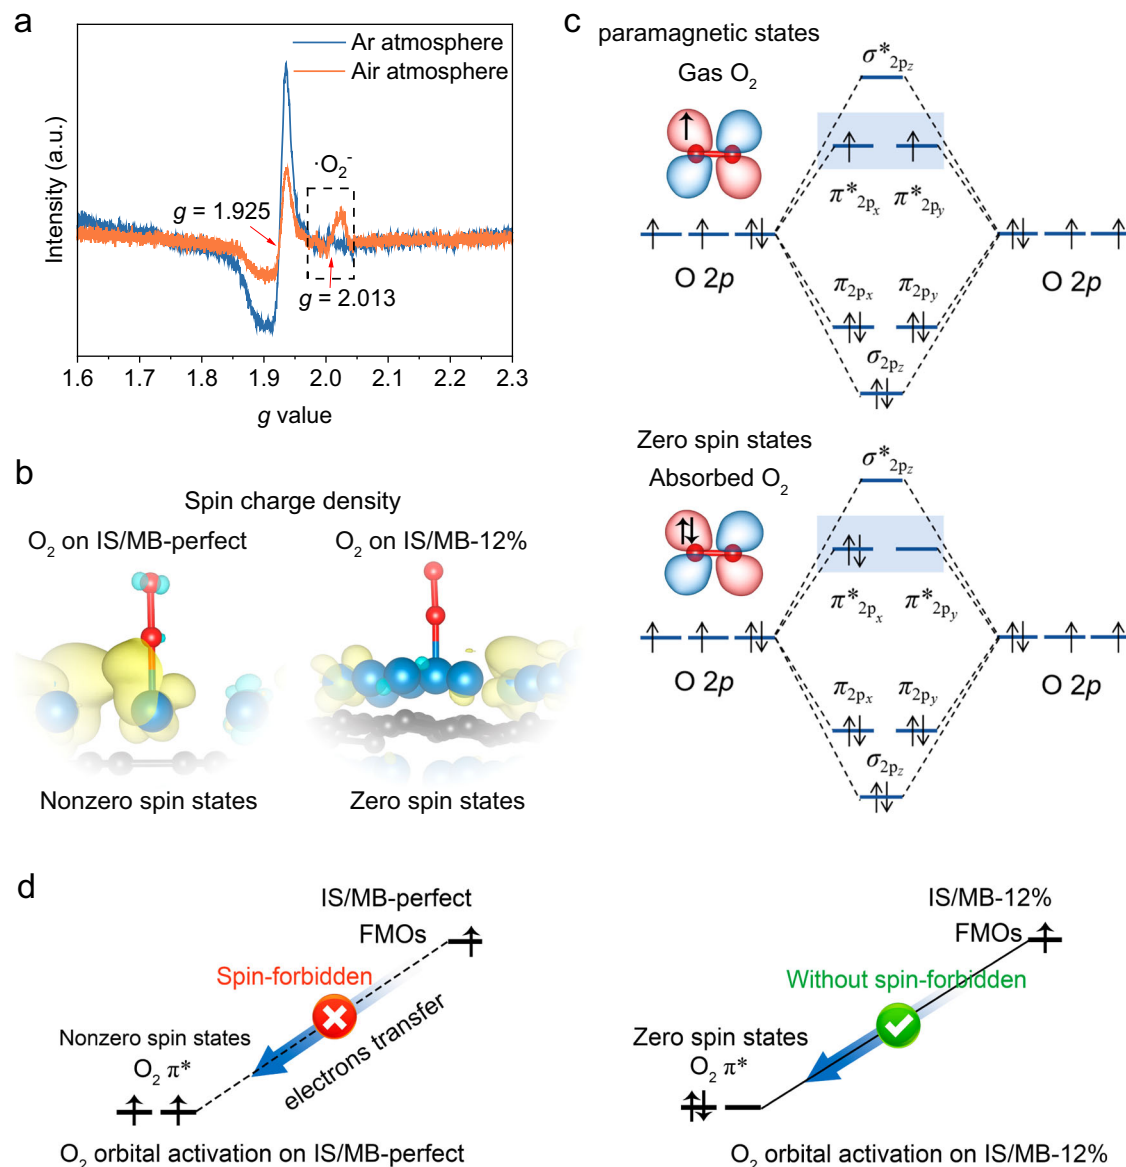 a
Ar atmosphere
Air atmosphere
Intensity (a.u.)
·O₂⁻
g = 1.925
g = 2.013
1.6 1.7 1.8 1.9 2.0 2.1 2.2 2.3
g value
b
Spin charge density
O₂ on IS/MB-perfect
O₂ on IS/MB-12%
Nonzero spin states
Zero spin states
c
paramagnetic states
Gas O₂
σ*2pz
π*2px π*2py
O 2p
O 2p
π2px π2py
σ2pz
Zero spin states
Absorbed O₂
σ*2pz
π*2px π*2py
O 2p
O 2p
π2px π2py
σ2pz
d
IS/MB-perfect
FMOs
Spin-forbidden
electrons transfer
Nonzero spin states
O₂ π*
O₂ orbital activation on IS/MB-perfect
IS/MB-12%
FMOs
Without spin-forbidden
Zero spin states
O₂ π*
O₂ orbital activation on IS/MB-12%